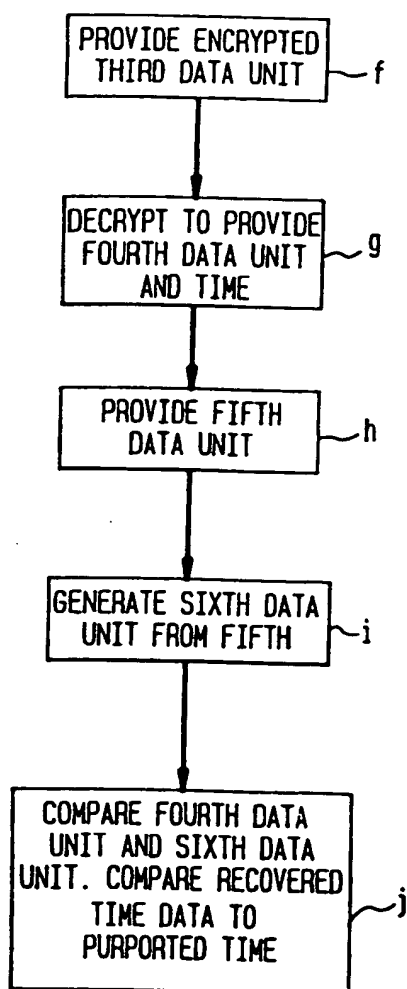 PROVIDE ENCRYPTED
THIRD DATA UNIT
f
DECRYPT TO PROVIDE
FOURTH DATA UNIT
AND TIME
g
PROVIDE FIFTH
DATA UNIT
h
GENERATE SIXTH DATA
UNIT FROM FIFTH
i
COMPARE FOURTH DATA
UNIT AND SIXTH DATA
UNIT. COMPARE RECOVERED
TIME DATA TO
PURPORTED TIME
j